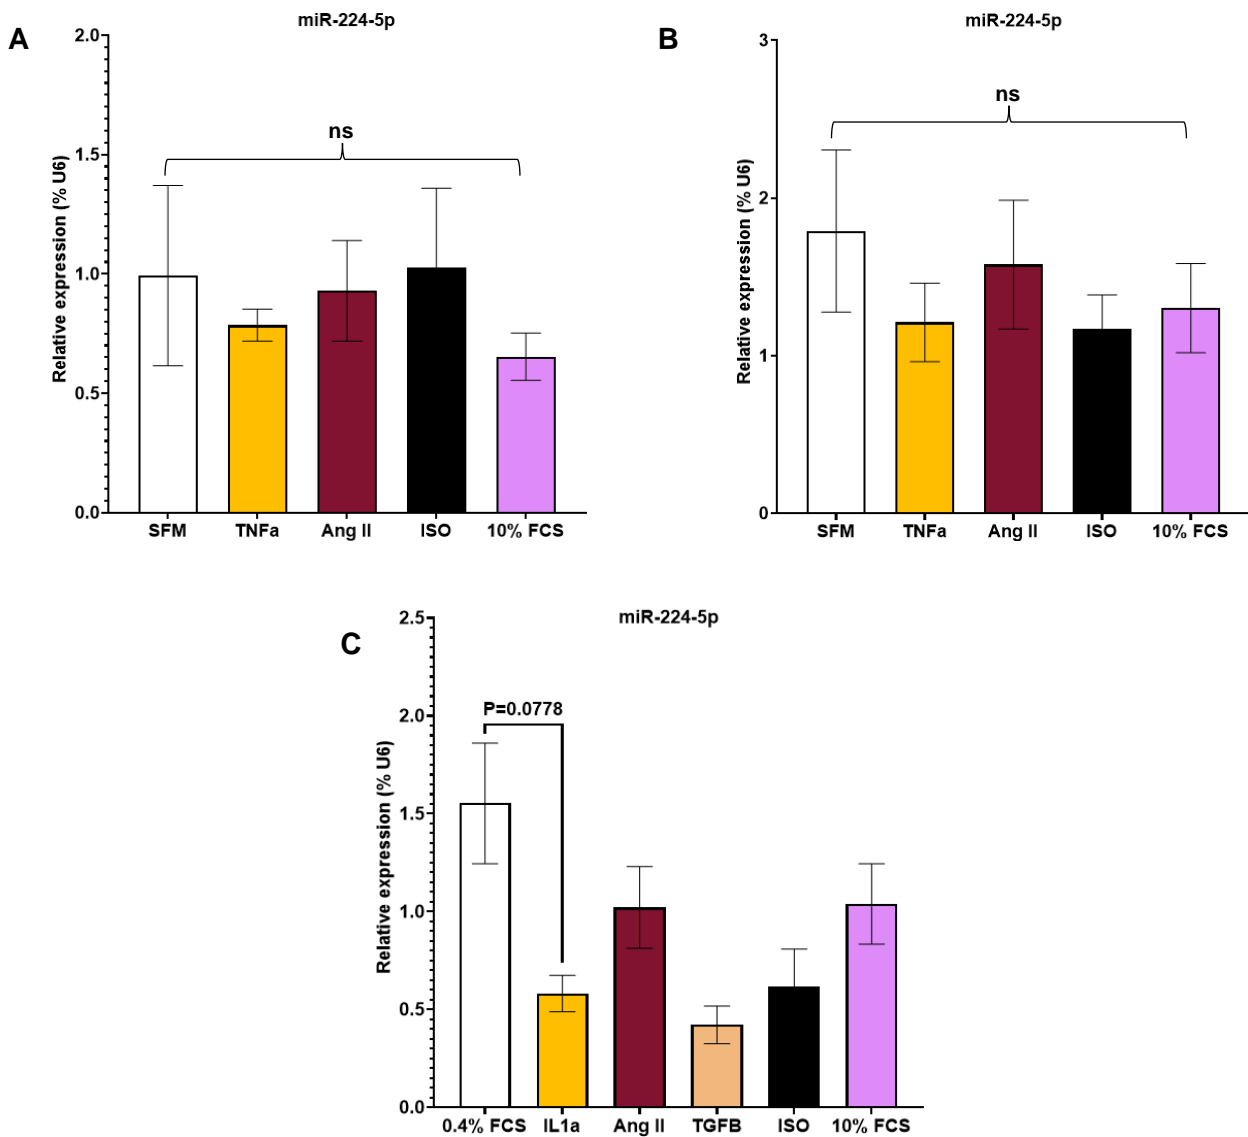 A
miR-224-5p
Relative expression (% U6)
2.0
1.5
1.0
0.5
0.0
ns
SFM TNFa Ang II ISO 10% FCS
B
miR-224-5p
Relative expression (% U6)
3
2
1
0
ns
SFM TNFa Ang II ISO 10% FCS
C
miR-224-5p
Relative expression (% U6)
2.5
2.0
1.5
1.0
0.5
0.0
P=0.0778
0.4% FCS IL1a Ang II TGFB ISO 10% FCS